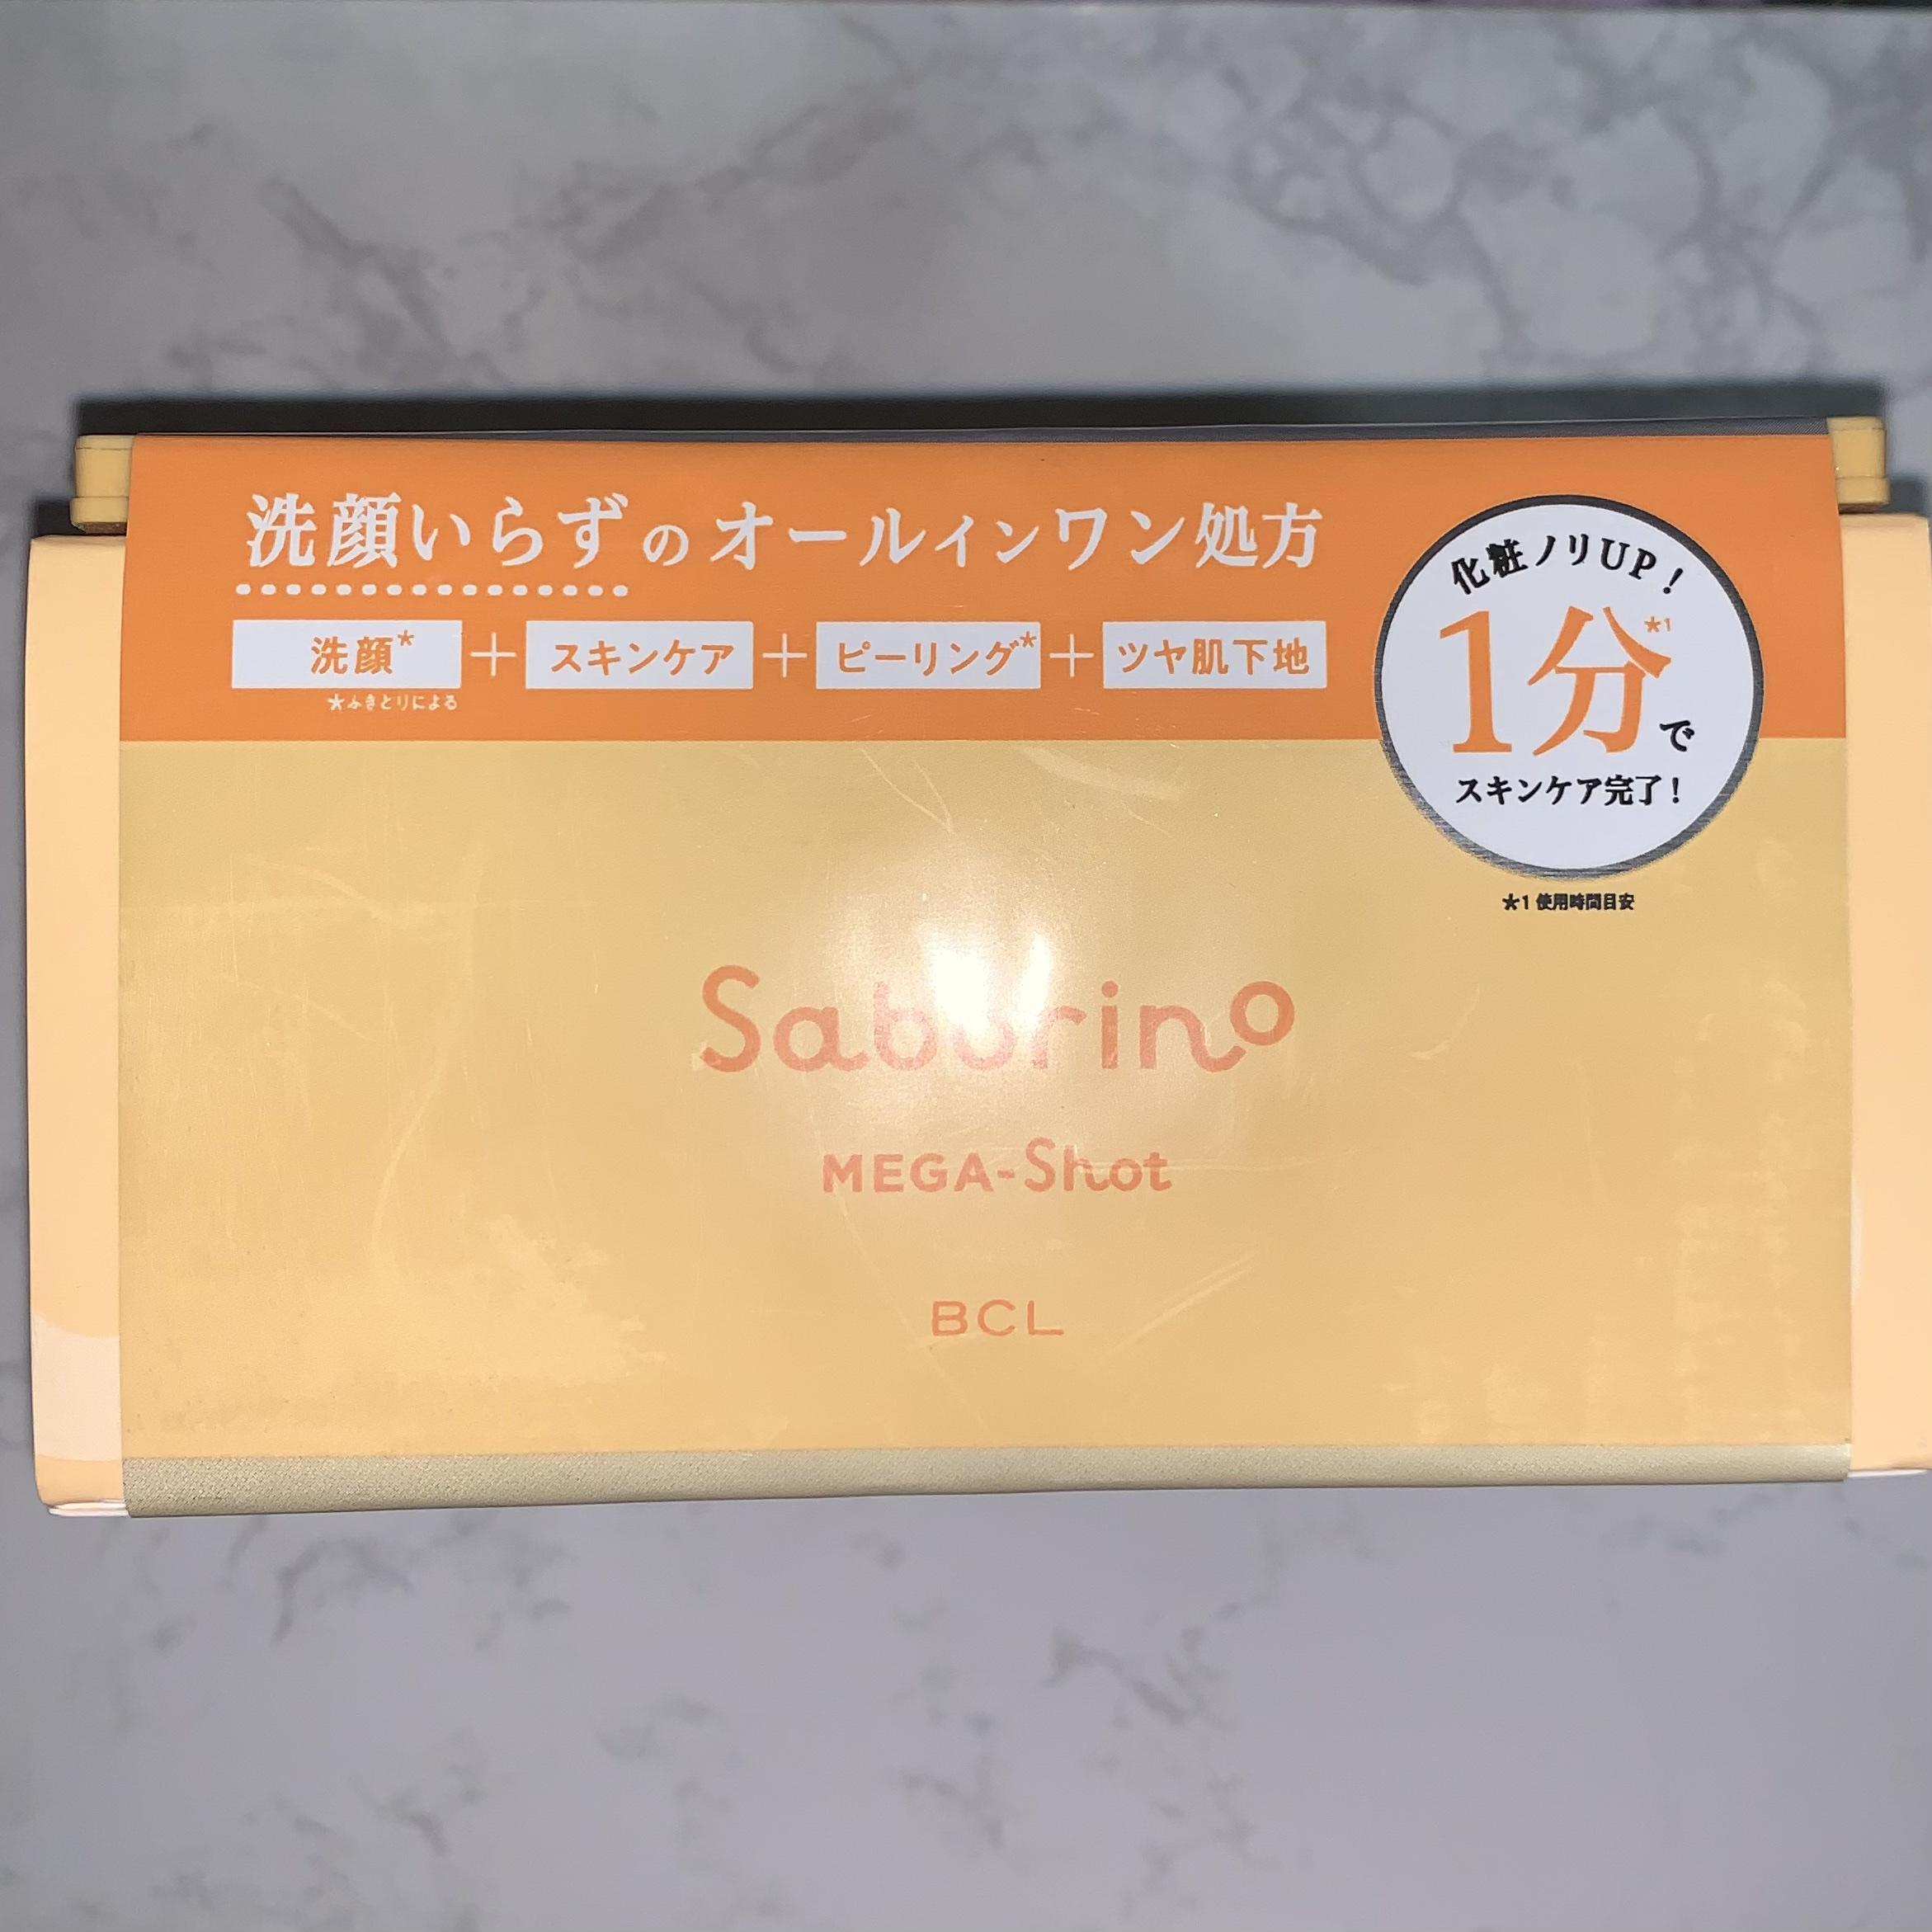 洗顔いらずのオールインワン処方
洗顔* + スキンケア + ピーリング* + ツヤ肌下地
*ふきとりによる
化粧ノリUP!
1分*1で
スキンケア完了!
*1 使用時間目安
Saborino
MEGA-Shot
BCL